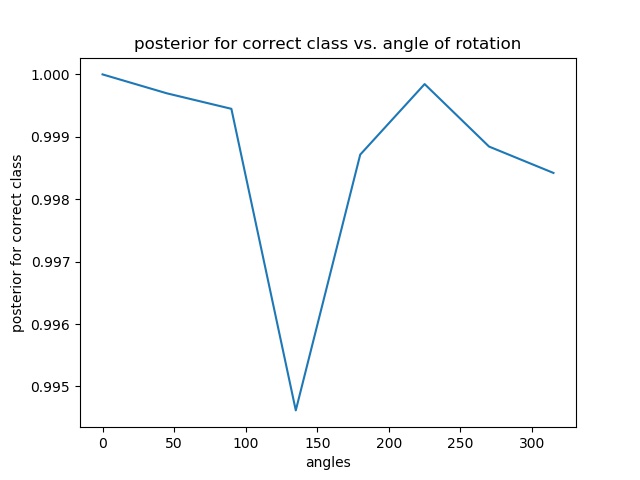 posterior for correct class vs. angle of rotation
1.000
0.999
0.998
0.997
0.996
0.995
posterior for correct class
0 50 100 150 200 250 300
angles